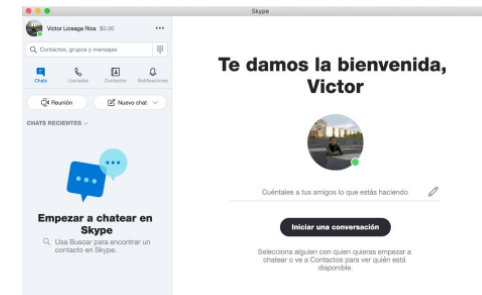 Skype
Victor Liceaga Rios $0.00
Contactos, grupos y mensajes
Chats Llamadas Contactos Notificaciones
Reunión Nuevo chat
CHATS RECIENTES
Empezar a chatear en
Skype
Usa Buscar para encontrar un
contacto en Skype.
Te damos la bienvenida,
Victor
Cuéntales a tus amigos lo que estás haciendo
Iniciar una conversación
Selecciona alguien con quien quieras empezar a
chatear o ve a Contactos para ver quién está
disponible.